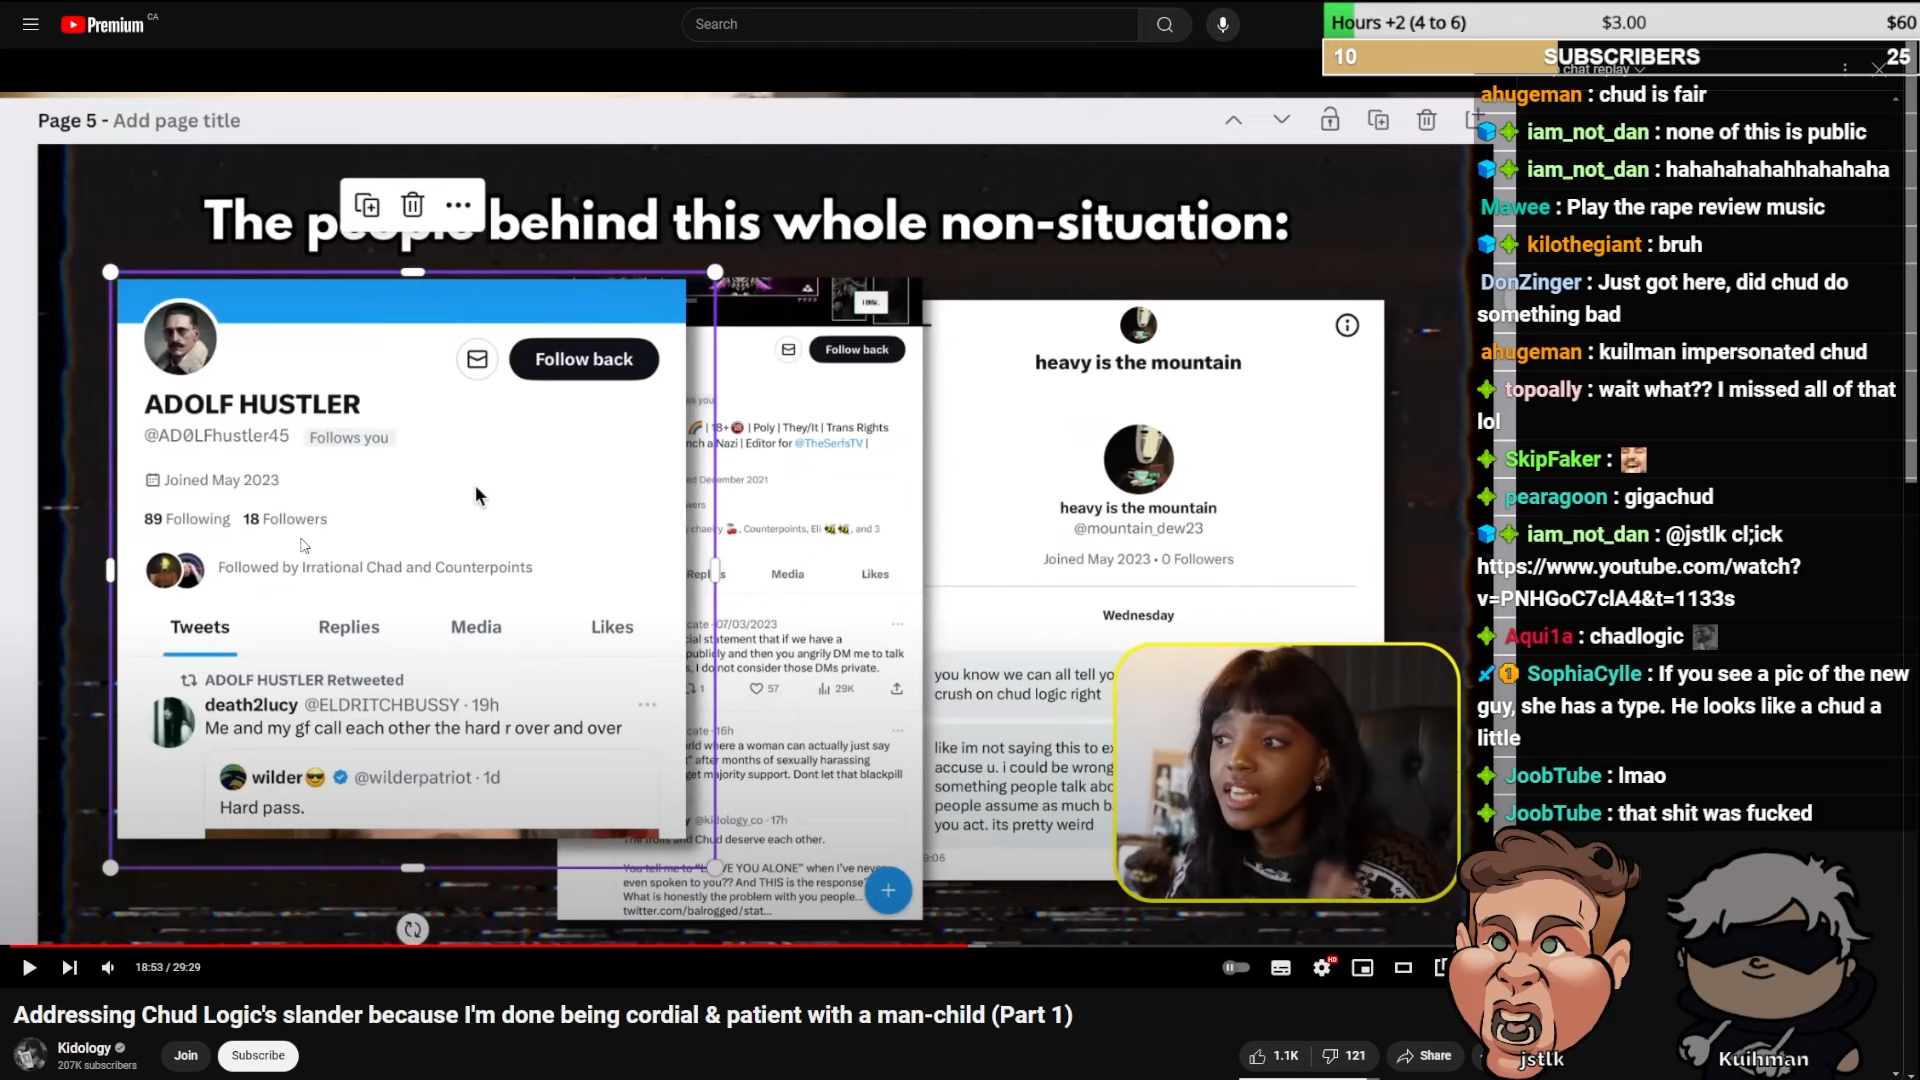 Premium CA
Search
Hours +2 (4 to 6) $3.00 $60
10 SUBSCRIBERS 25
chat replay
Page 5 - Add page title
The people behind this whole non-situation:
Follow back
ADOLF HUSTLER
@AD0LFhustler45 Follows you
Joined May 2023
89 Following 18 Followers
Followed by Irrational Chad and Counterpoints
Tweets Replies Media Likes
ADOLF HUSTLER Retweeted
death2lucy @ELDRITCHBUSSY · 19h
Me and my gf call each other the hard r over and over
wilder😎 @wilderpatriot · 1d
Hard pass.
Follow back
ws you
🌈 | 18+🔞 | Poly | They/It | Trans Rights
nch a Nazi | Editor for @TheSerfsTV |
ed December 2021
wers
chaelry 🍒, Counterpoints, Eli 🐝🐝, and 3
Replies Media Likes
cate · 07/03/2023
cial statement that if we have a
publicly and then you angrily DM me to talk
s, I do not consider those DMs private.
1 57 29K
cate · 16h
rld where a woman can actually just say
t" after months of sexually harassing
get majority support. Dont let that blackpill
y @kidology_co · 17h
The trolls and Chud deserve each other.
You tell me to "LEAVE YOU ALONE" when I've never
even spoken to you?? And THIS is the response?
What is honestly the problem with you people...
twitter.com/balrogged/stat...
heavy is the mountain
heavy is the mountain
@mountain_dew23
Joined May 2023 · 0 Followers
Wednesday
you know we can all tell yo
crush on chud logic right
like im not saying this to ex
accuse u. i could be wrong
something people talk abo
people assume as much b
you act. its pretty weird
9:06
18:53 / 29:29
HD
Addressing Chud Logic's slander because I'm done being cordial & patient with a man-child (Part 1)
Kidology
207K subscribers
Join
Subscribe
1.1K 121 Share
ahugeman : chud is fair
iam_not_dan : none of this is public
iam_not_dan : hahahahahahhahahaha
Mawee : Play the rape review music
kilothegiant : bruh
DonZinger : Just got here, did chud do
something bad
ahugeman : kuilman impersonated chud
topoally : wait what?? I missed all of that
lol
SkipFaker :
pearagoon : gigachud
iam_not_dan : @jstlk cl;ick
https://www.youtube.com/watch?
v=PNHGoC7clA4&t=1133s
Aqui1a : chadlogic
SophiaCylle : If you see a pic of the new
guy, she has a type. He looks like a chud a
little
JoobTube : lmao
JoobTube : that shit was fucked
jstlk
Kuihman